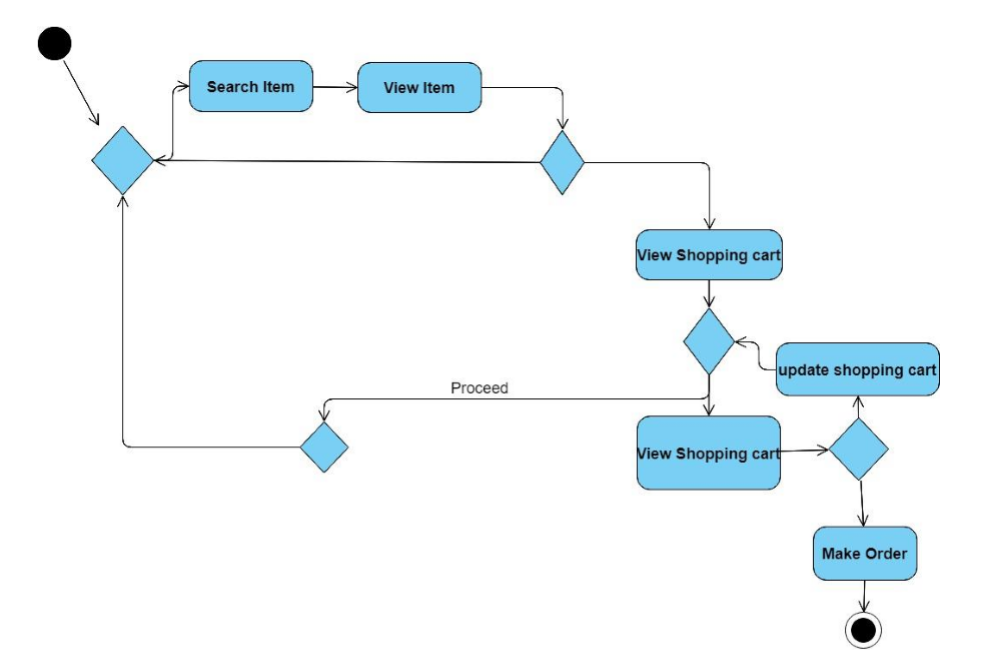 Search Item
View Item
View Shopping cart
update shopping cart
Proceed
View Shopping cart
Make Order